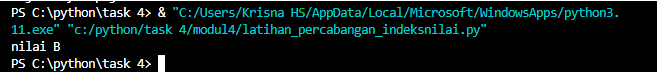 PS C:\python\task 4> & "C:/Users/Krisna HS/AppData/Local/Microsoft/WindowsApps/python3.
11.exe" "c:/python/task 4/modul4/latihan_percabangan_indeksnilai.py"
nilai B
PS C:\python\task 4>